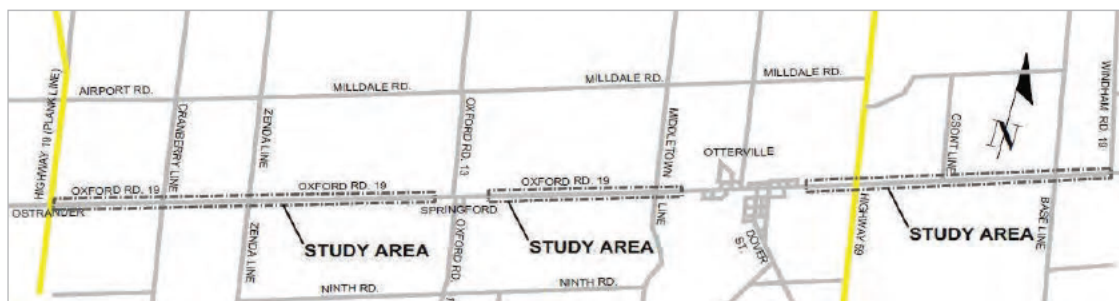 AIRPORT RD.
MILLDALE RD.
MILLDALE RD.
MILLDALE RD.
HIGHWAY 19 (PLANK LINE)
CRANBERRY LINE
ZENDA LINE
OXFORD RD. 13
MIDDLETOWN
LINE
OTTERVILLE
CSONT LINE
WINDHAM RD. 19
N
OXFORD RD. 19
OXFORD RD. 19
OXFORD RD. 19
OSTRANDER
SPRINGFORD
ZENDA LINE
STUDY AREA
OXFORD RD.
STUDY AREA
DOVER
ST.
HIGHWAY 59
STUDY AREA
BASE LINE
NINTH RD.
NINTH RD.